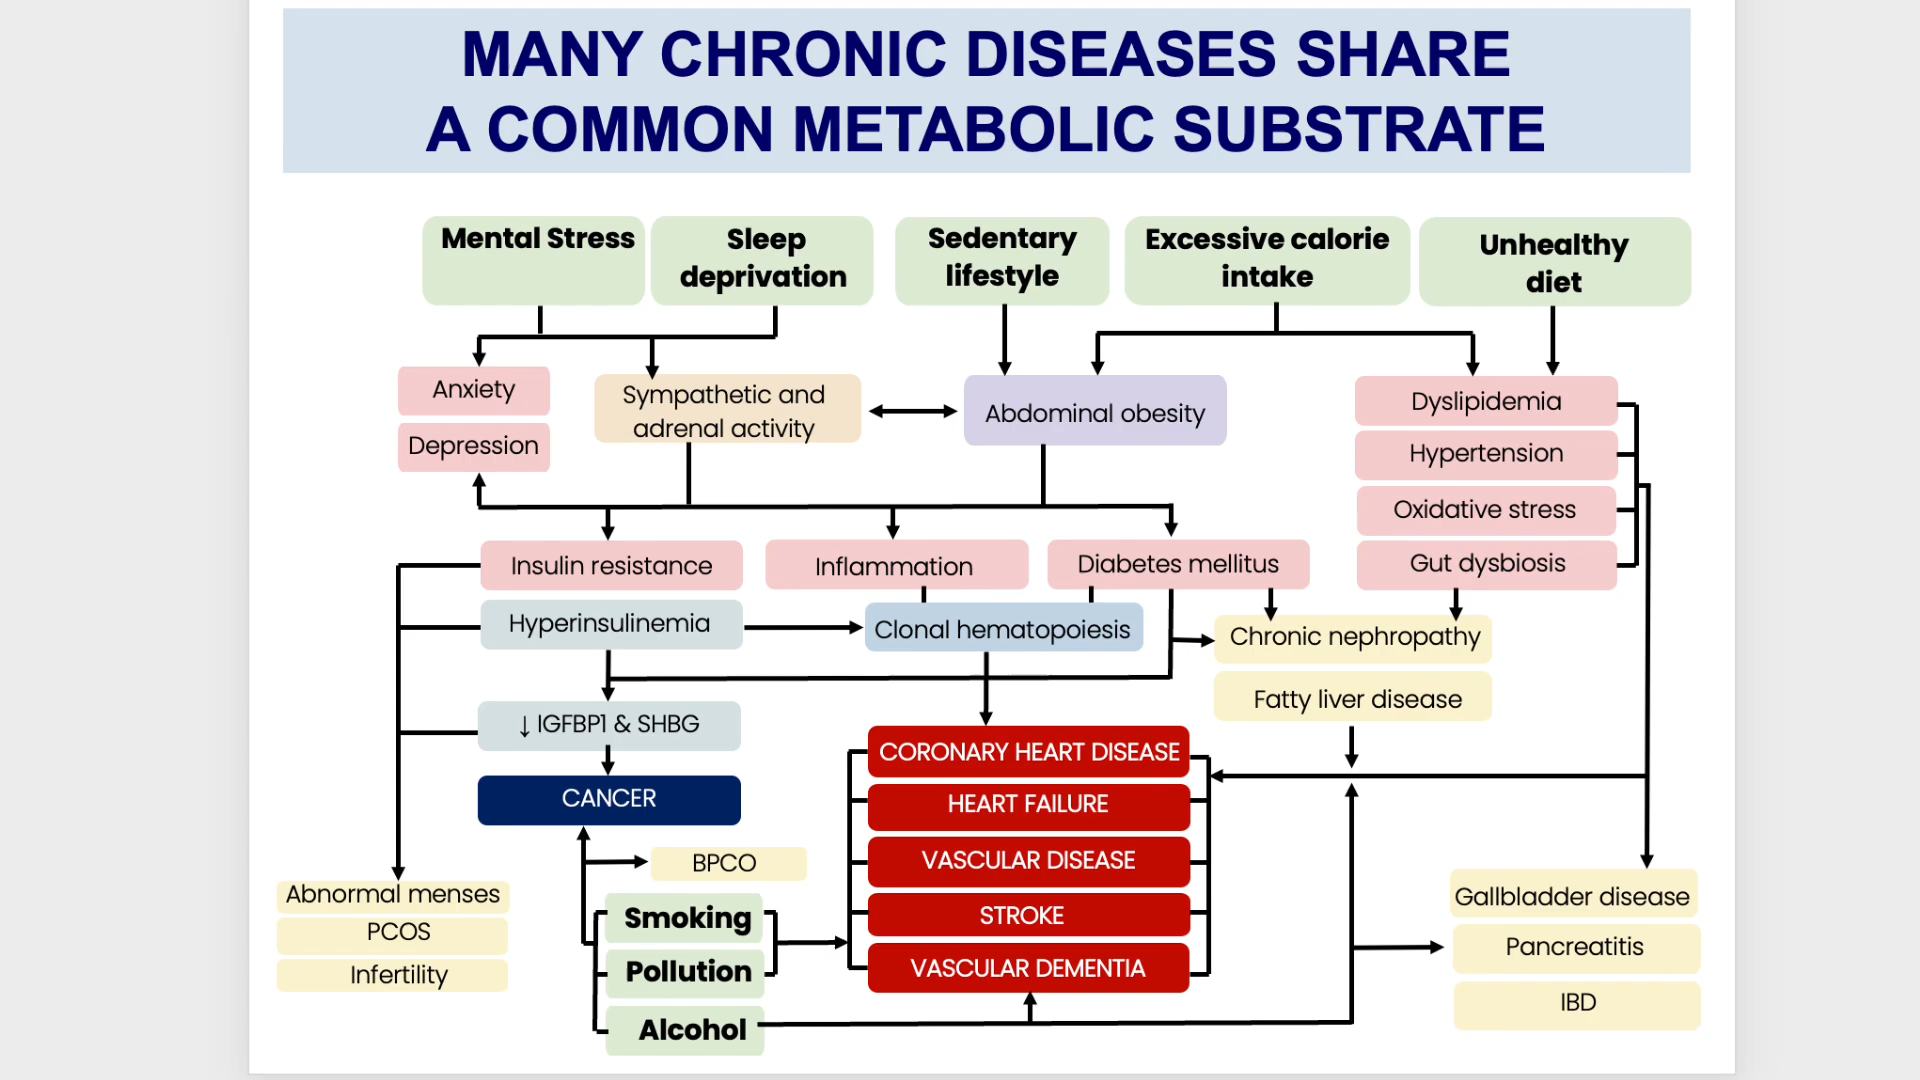 MANY CHRONIC DISEASES SHARE
A COMMON METABOLIC SUBSTRATE
Mental Stress
Sleep
deprivation
Sedentary
lifestyle
Excessive calorie
intake
Unhealthy
diet
Anxiety
Depression
Sympathetic and
adrenal activity
Abdominal obesity
Dyslipidemia
Hypertension
Oxidative stress
Gut dysbiosis
Insulin resistance
Inflammation
Diabetes mellitus
Hyperinsulinemia
Clonal hematopoiesis
Chronic nephropathy
Fatty liver disease
↓ IGFBP1 & SHBG
CANCER
CORONARY HEART DISEASE
HEART FAILURE
VASCULAR DISEASE
STROKE
VASCULAR DEMENTIA
BPCO
Smoking
Pollution
Alcohol
Abnormal menses
PCOS
Infertility
Gallbladder disease
Pancreatitis
IBD